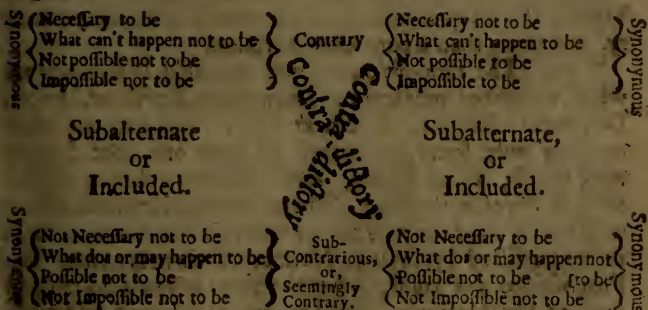 Synonymous
Neceſſary to be
What can't happen not to be
Not poſſible not to be
Impoſſible not to be
Contrary
Neceſſary not to be
What can't happen to be
Not poſſible to be
Impoſſible to be
Synonymous
Contra-dictory
Contra-dictory
Subalternate
or
Included.
Subalternate,
or
Included.
Synonymous
Not Neceſſary not to be
What dos or may happen to be
Poſſible not to be
Not Impoſſible not to be
Sub-
Contrarious,
or,
Seemingly
Contrary.
Not Neceſſary to be
What dos or may happen not
Poſſible not to be [to be
Not Impoſſible not to be
Synonymous